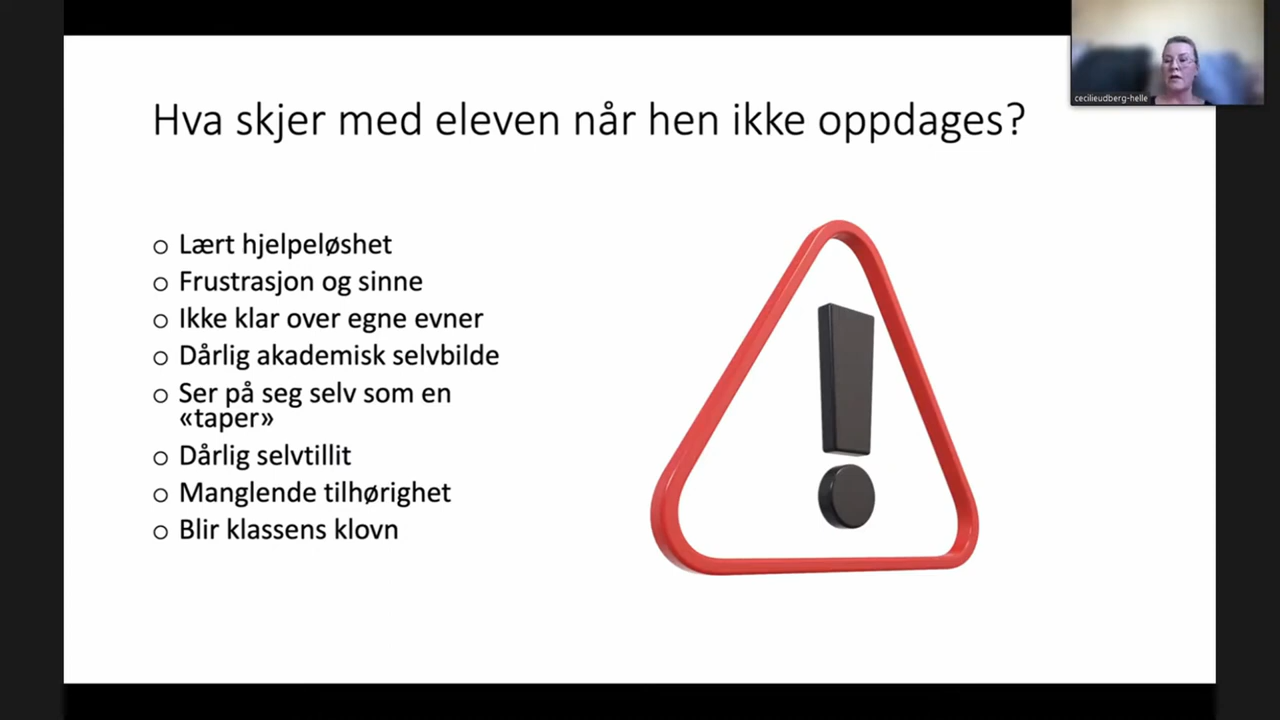 Hva skjer med eleven når hen ikke oppdages?
cecilieudberg-helle
o Lært hjelpeløshet
o Frustrasjon og sinne
o Ikke klar over egne evner
o Dårlig akademisk selvbilde
o Ser på seg selv som en
«taper»
o Dårlig selvtillit
o Manglende tilhørighet
o Blir klassens klovn